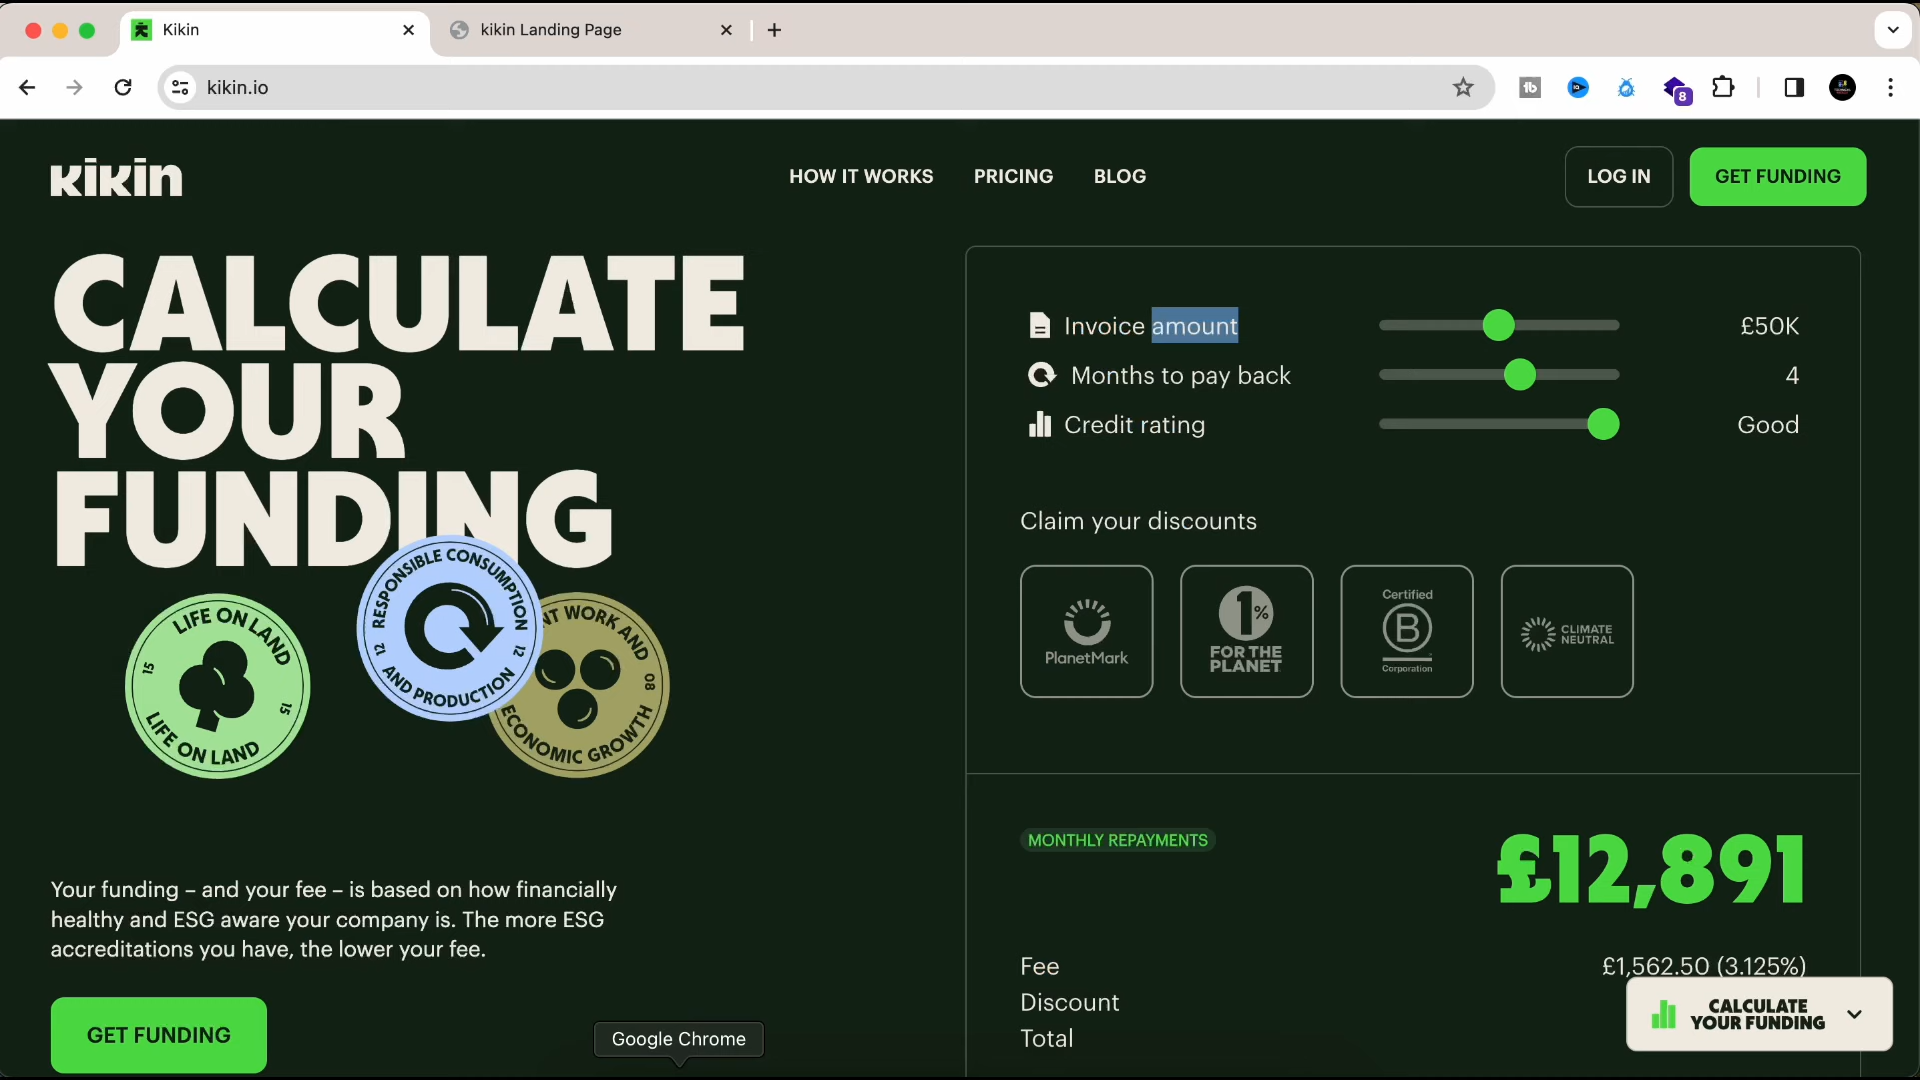 Kikin
kikin Landing Page
kikin.io
8
kikin
HOW IT WORKS
PRICING
BLOG
LOG IN
GET FUNDING
CALCULATE
YOUR
FUNDING
LIFE ON LAND
15
15
LIFE ON LAND
RESPONSIBLE CONSUMPTION
12
12
AND PRODUCTION
NT WORK AND
08
ECONOMIC GROWTH
Your funding – and your fee – is based on how financially
healthy and ESG aware your company is. The more ESG
accreditations you have, the lower your fee.
GET FUNDING
Google Chrome
Invoice amount £50K
Months to pay back 4
Credit rating Good
Claim your discounts
PlanetMark
1%
FOR THE
PLANET
Certified
B
Corporation
CLIMATE
NEUTRAL
MONTHLY REPAYMENTS
£12,891
Fee £1,562.50 (3.125%)
Discount
Total
CALCULATE
YOUR FUNDING